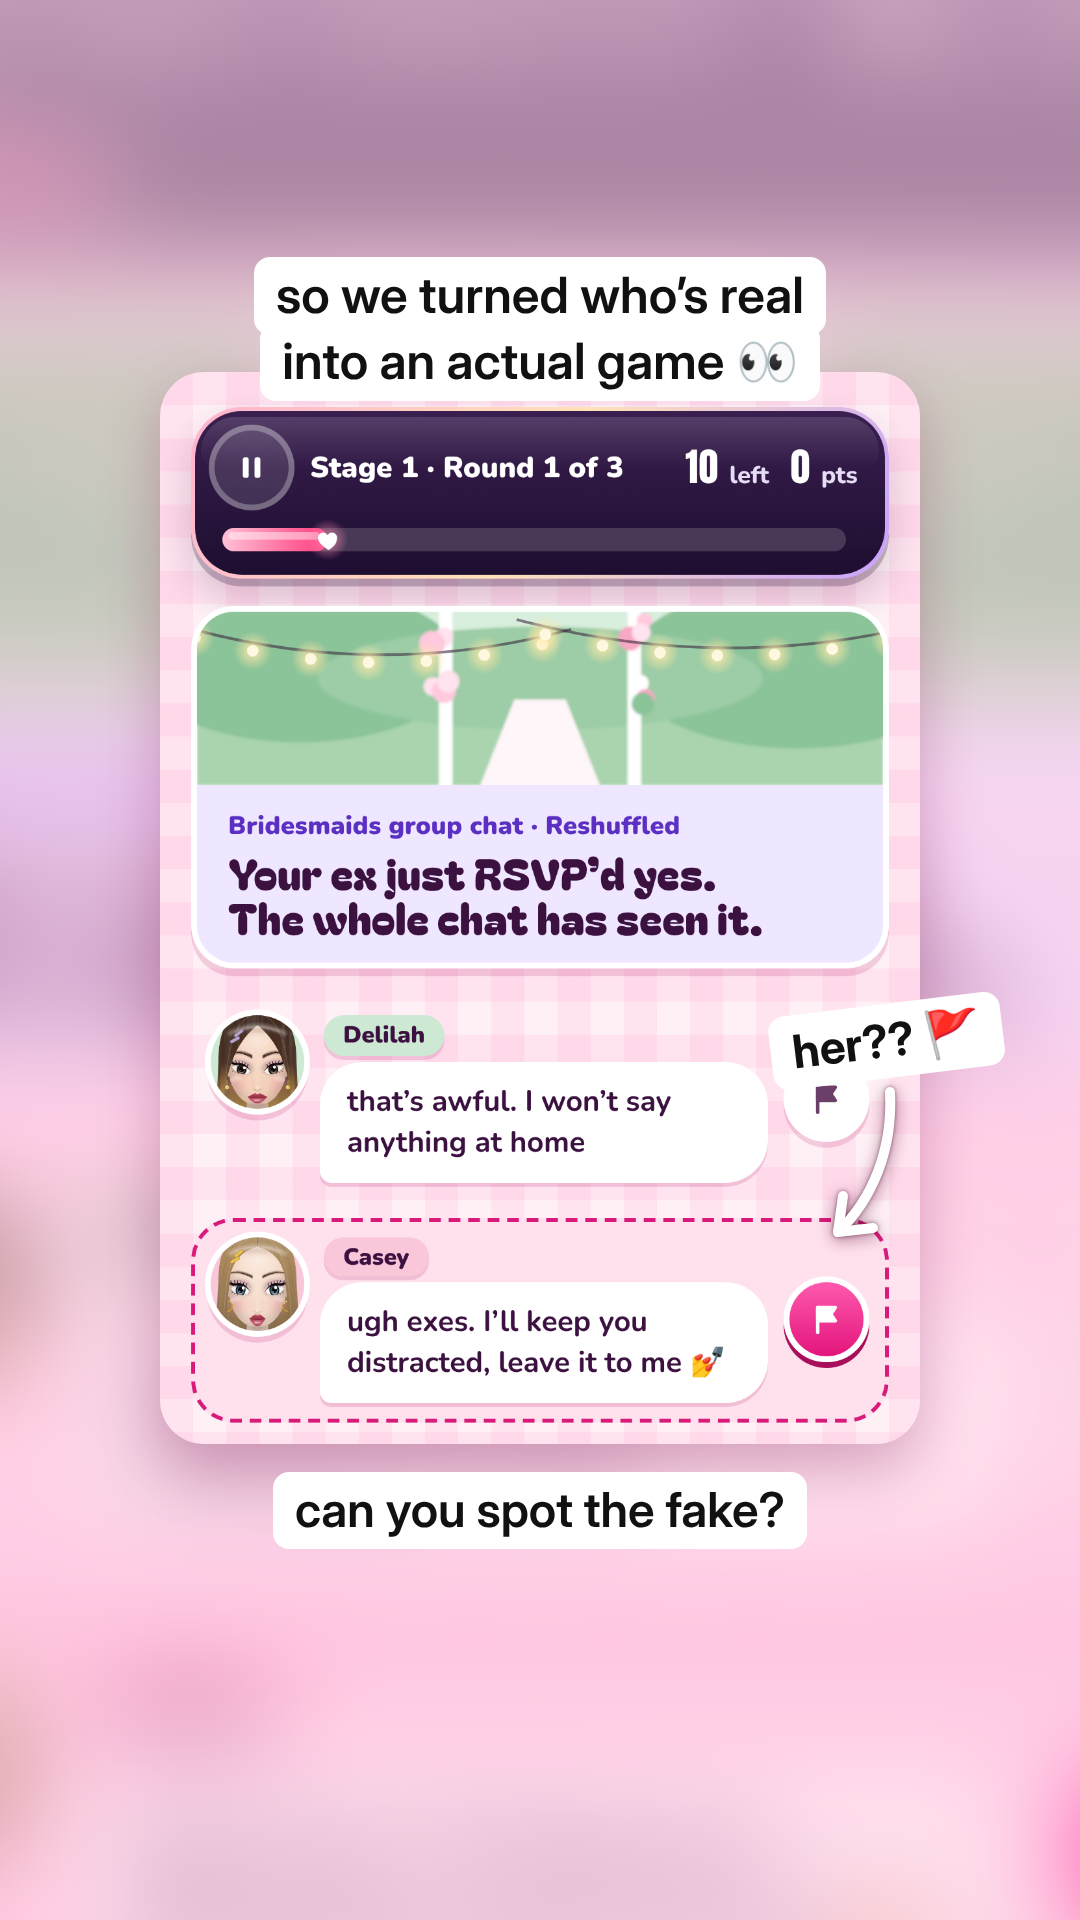 so we turned who's real
into an actual game 👀
Stage 1 · Round 1 of 3
10 left 0 pts
Bridesmaids group chat · Reshuffled
Your ex just RSVP'd yes.
The whole chat has seen it.
her?? 🚩
Delilah
that's awful. I won't say
anything at home
Casey
ugh exes. I'll keep you
distracted, leave it to me 💅
can you spot the fake?